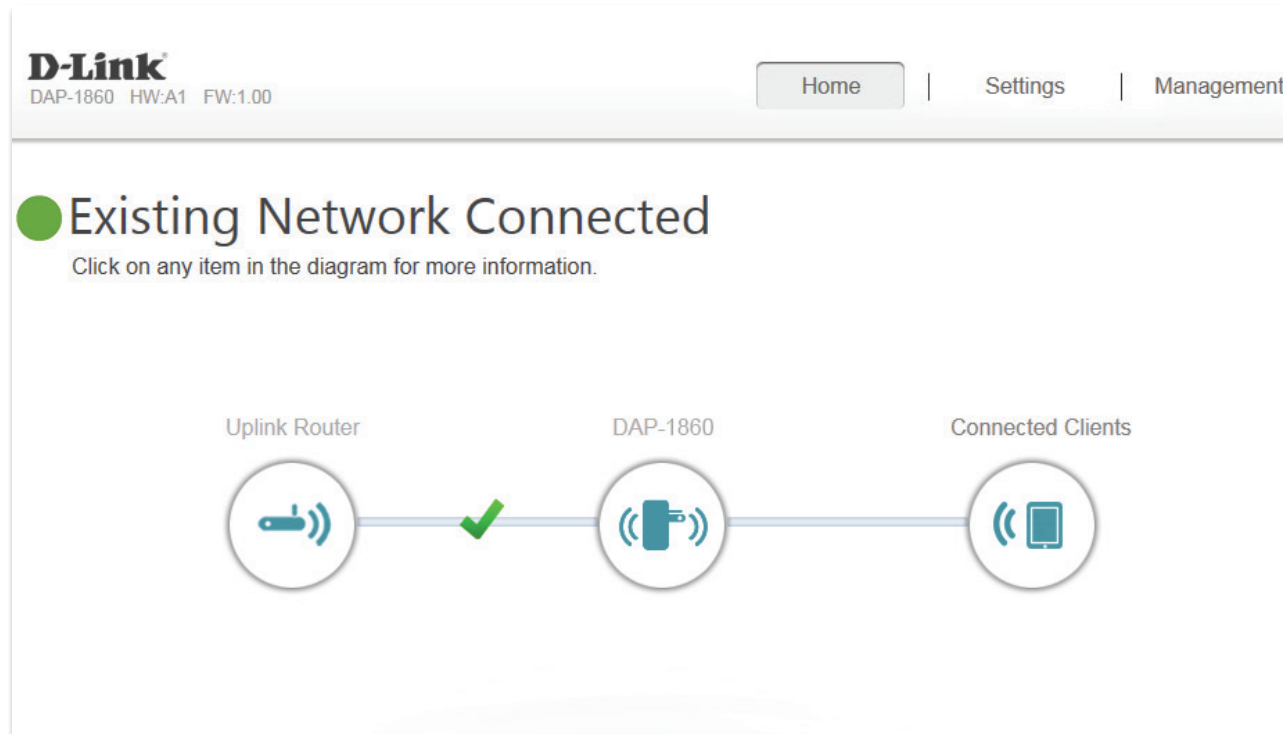 D-Link
DAP-1860 HW:A1 FW:1.00
Home | Settings | Management
Existing Network Connected
Click on any item in the diagram for more information.
Uplink Router DAP-1860 Connected Clients